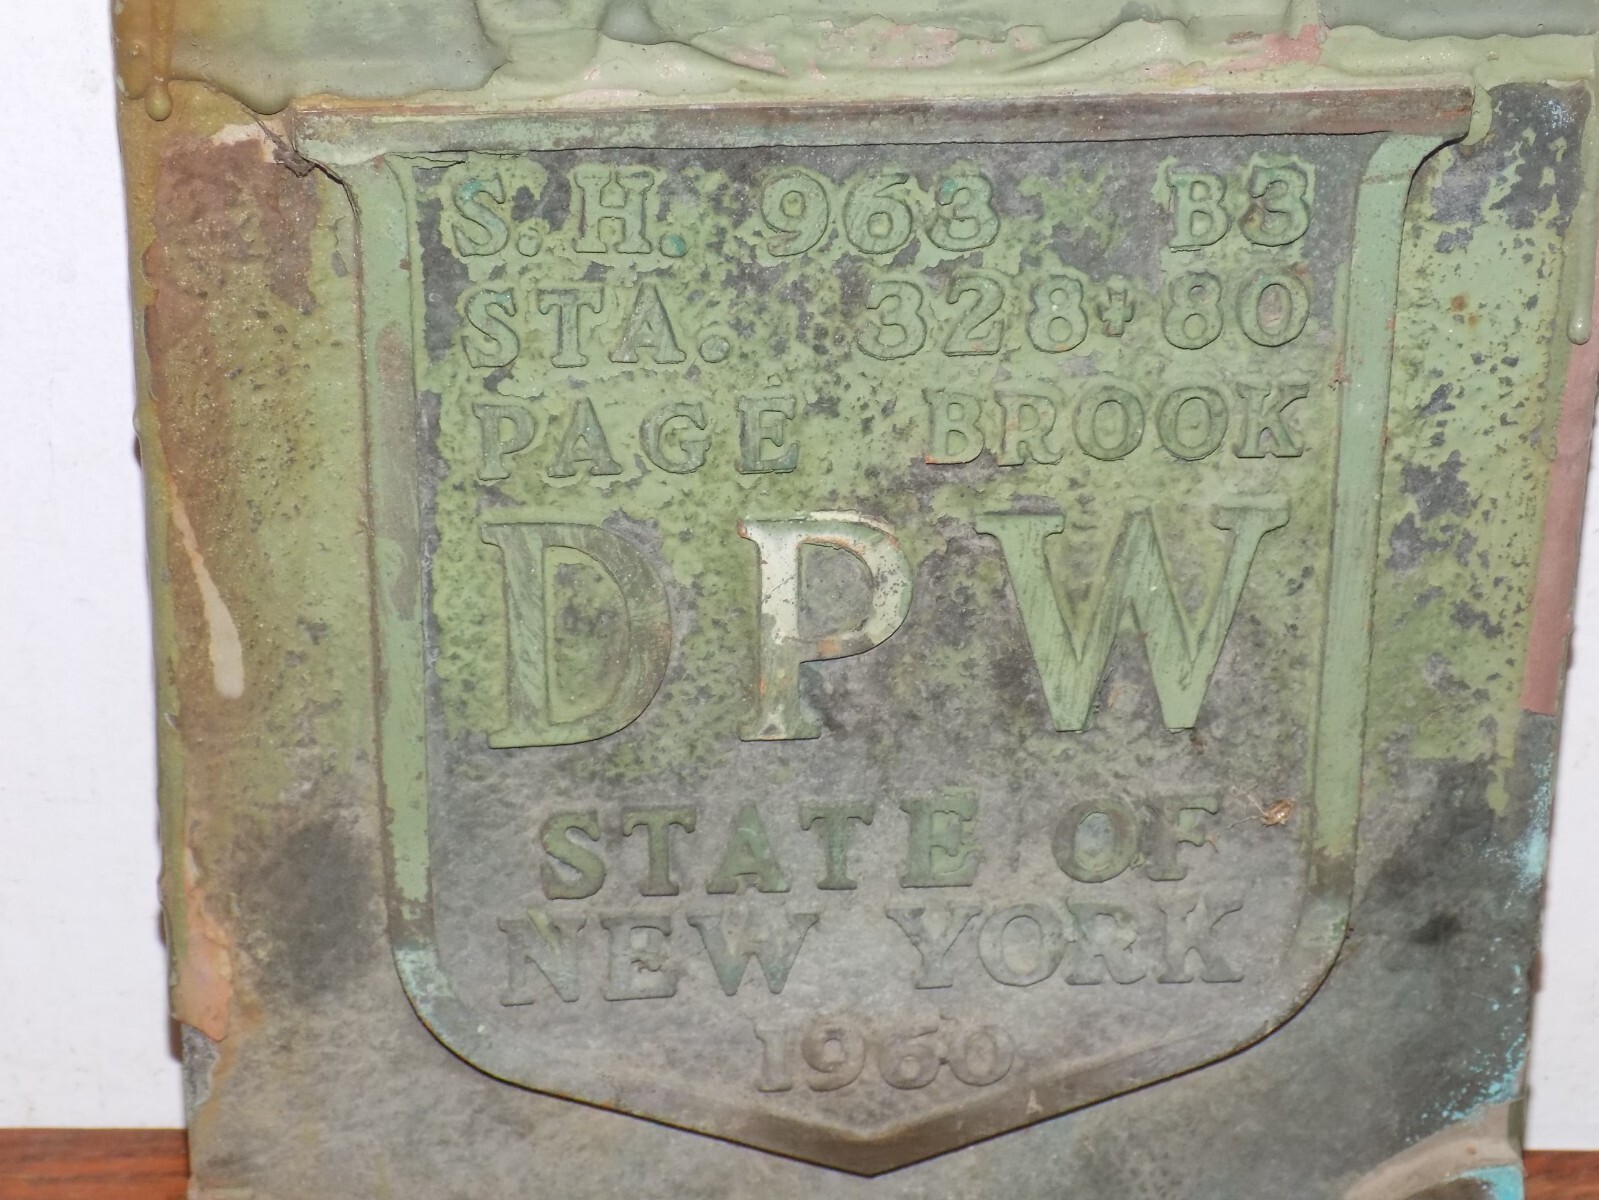 S.H. 963 B3
STA. 328+80
PAGE BROOK
DPW
STATE OF
NEW YORK
1960